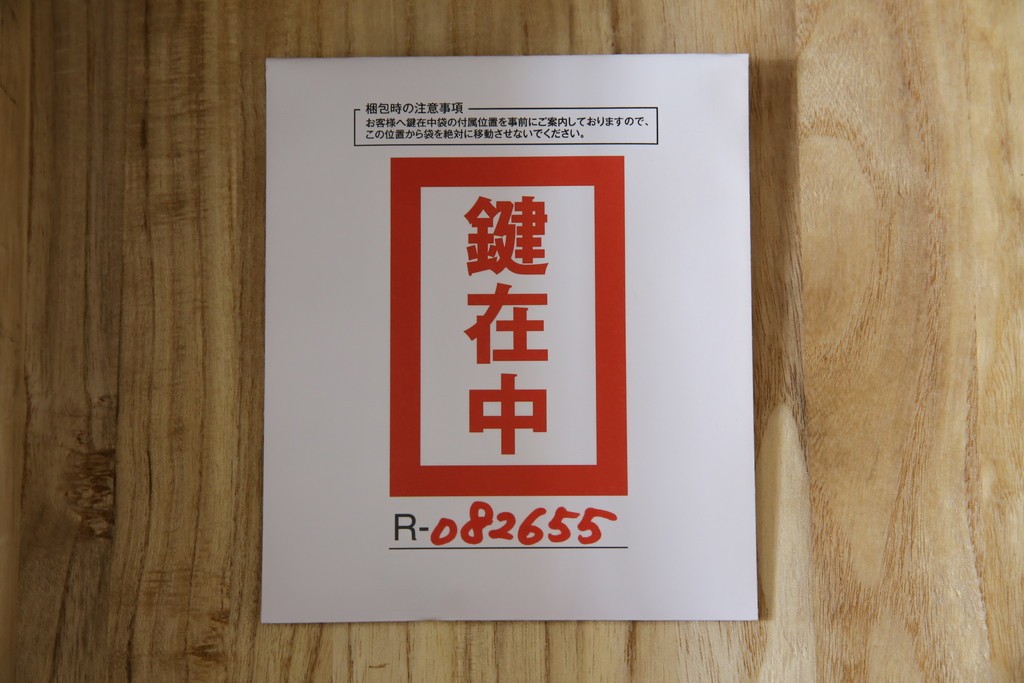 梱包時の注意事項
お客様へ鍵在中袋の付属位置を事前にご案内しておりますので、
この位置から袋を絶対に移動させないでください。
鍵在中
R-082655